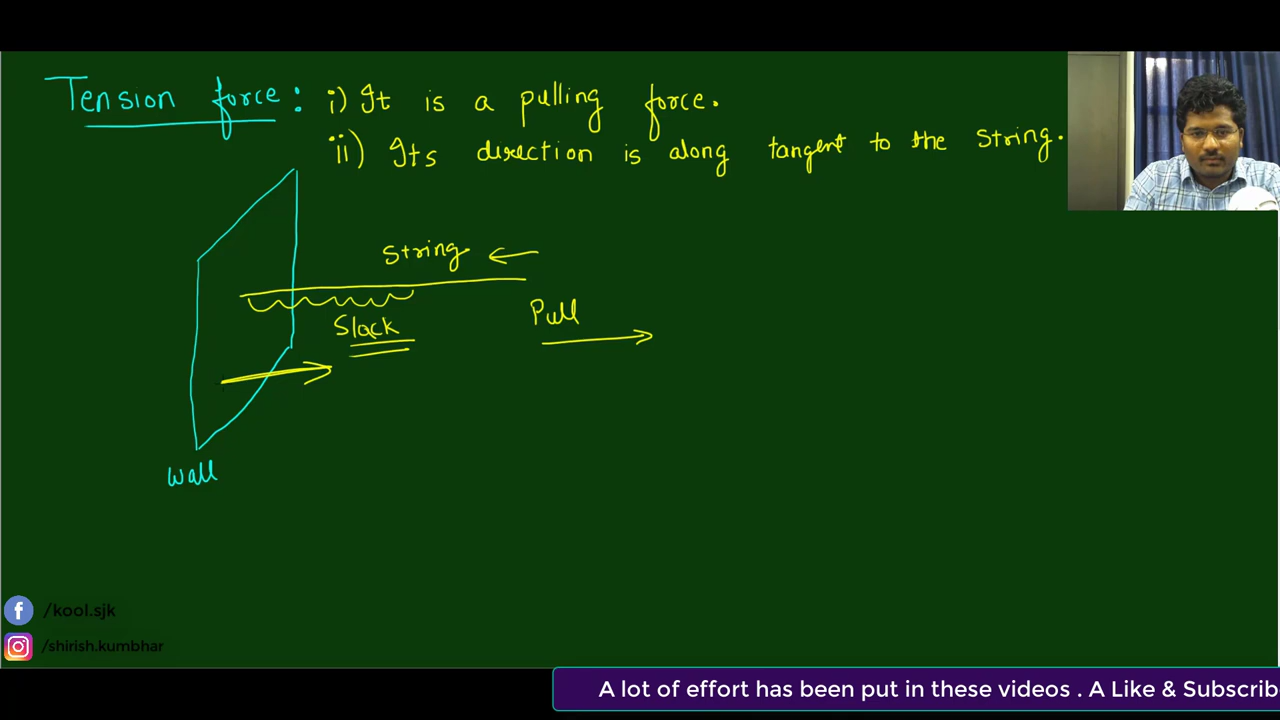 Tension force: i) It is a pulling force.
ii) Its direction is along tangent to the string.
String
Pull
Slack
Wall
/kool.sjk
/shirish.kumbhar
A lot of effort has been put in these videos . A Like & Subscrib